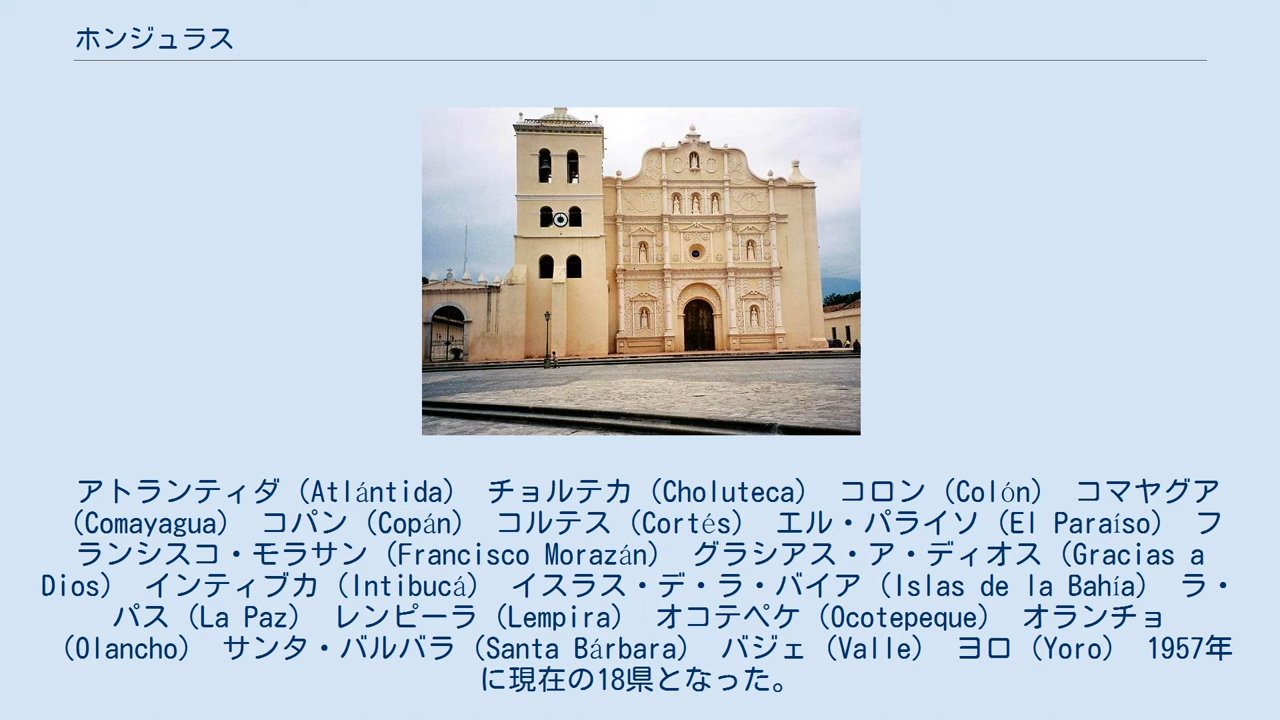 ホンジュラス
アトランティダ（Atlántida）　チョルテカ（Choluteca）　コロン（Colón）　コマヤグア
（Comayagua）　コパン（Copán）　コルテス（Cortés）　エル・パライソ（El Paraíso）　フ
ランシスコ・モラサン（Francisco Morazán）　グラシアス・ア・ディオス（Gracias a
Dios）　インティブカ（Intibucá）　イスラス・デ・ラ・バイア（Islas de la Bahía）　ラ・
パス（La Paz）　レンピーラ（Lempira）　オコテペケ（Ocotepeque）　オランチョ
（Olancho）　サンタ・バルバラ（Santa Bárbara）　バジェ（Valle）　ヨロ（Yoro）　1957年
に現在の18県となった。